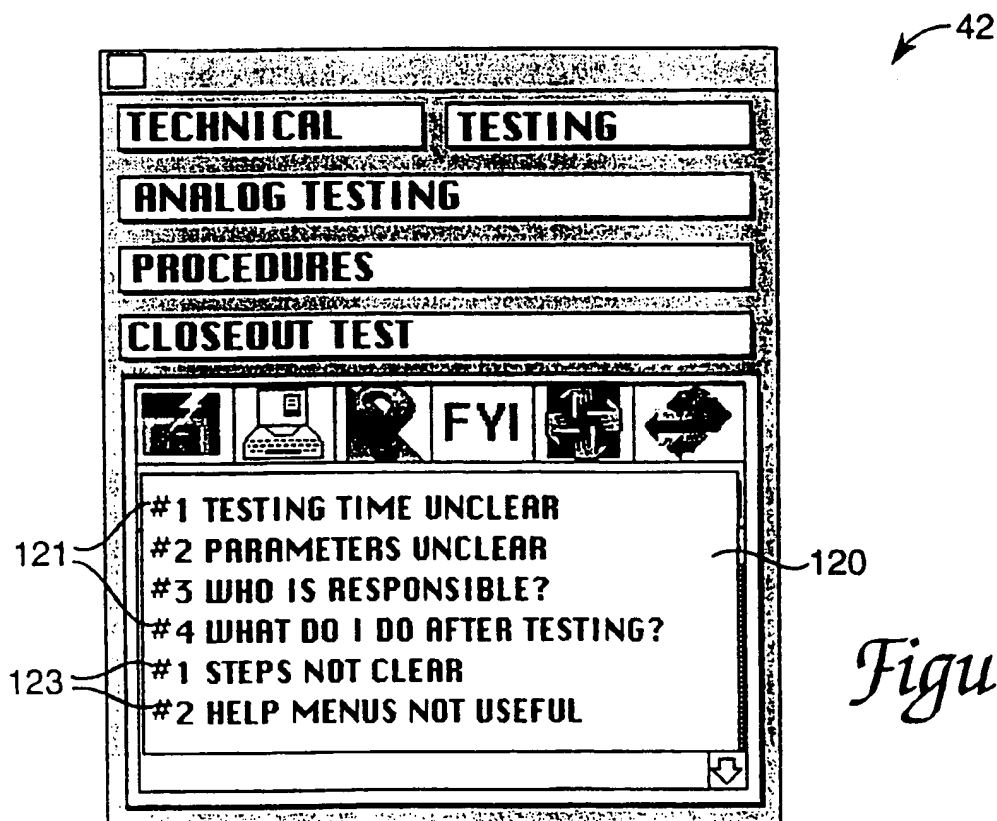 42
TECHNICAL TESTING
ANALOG TESTING
PROCEDURES
CLOSEOUT TEST
FYI
#1 TESTING TIME UNCLEAR
#2 PARAMETERS UNCLEAR
#3 WHO IS RESPONSIBLE?
#4 WHAT DO I DO AFTER TESTING?
#1 STEPS NOT CLEAR
#2 HELP MENUS NOT USEFUL
121
123
120
Figu